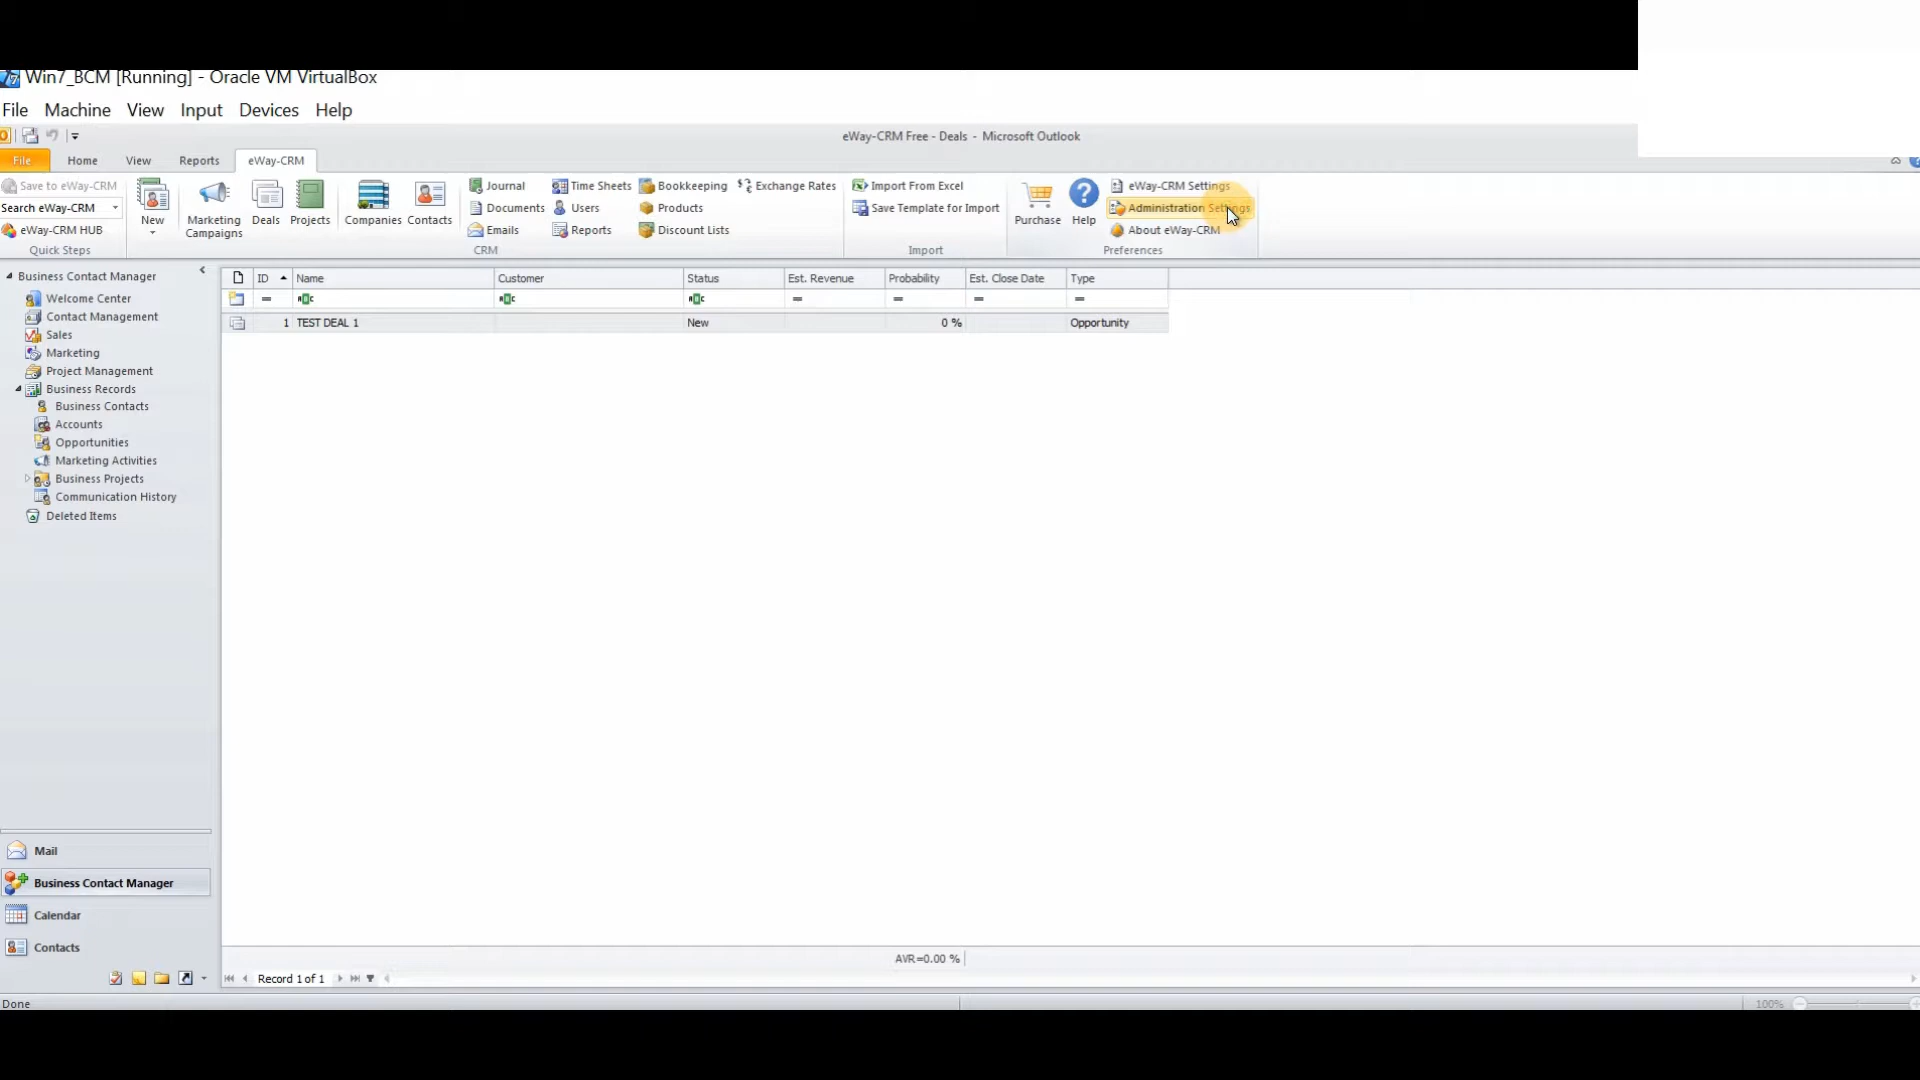 Win7_BCM [Running] - Oracle VM VirtualBox
File Machine View Input Devices Help
eWay-CRM Free - Deals - Microsoft Outlook
File Home View Reports eWay-CRM
Save to eWay-CRM
Search eWay-CRM
eWay-CRM HUB
Quick Steps
New
Marketing Campaigns
Deals
Projects
Companies
Contacts
Journal
Documents
Emails
Time Sheets
Users
Reports
Bookkeeping
Products
Discount Lists
Exchange Rates
CRM
Import From Excel
Save Template for Import
Import
Purchase
Help
eWay-CRM Settings
Administration Settings
About eWay-CRM
Preferences
Business Contact Manager
Welcome Center
Contact Management
Sales
Marketing
Project Management
Business Records
Business Contacts
Accounts
Opportunities
Marketing Activities
Business Projects
Communication History
Deleted Items
ID Name Customer Status Est. Revenue Probability Est. Close Date Type
= = = = =
1 TEST DEAL 1 New 0 % Opportunity
Mail
Business Contact Manager
Calendar
Contacts
AVR=0.00 %
Record 1 of 1
Done
100%